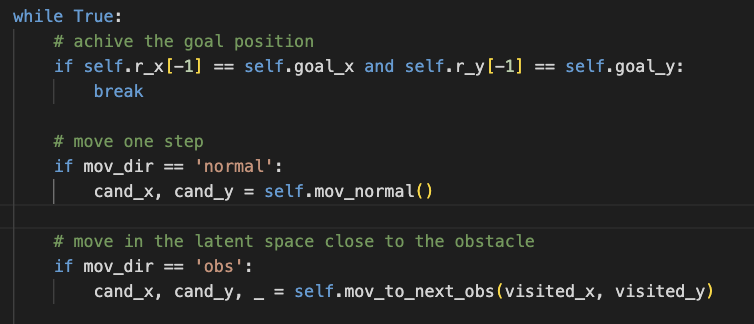 while True:
# achive the goal position
if self.r_x[-1] == self.goal_x and self.r_y[-1] == self.goal_y:
break
# move one step
if mov_dir == 'normal':
cand_x, cand_y = self.mov_normal()
# move in the latent space close to the obstacle
if mov_dir == 'obs':
cand_x, cand_y, _ = self.mov_to_next_obs(visited_x, visited_y)